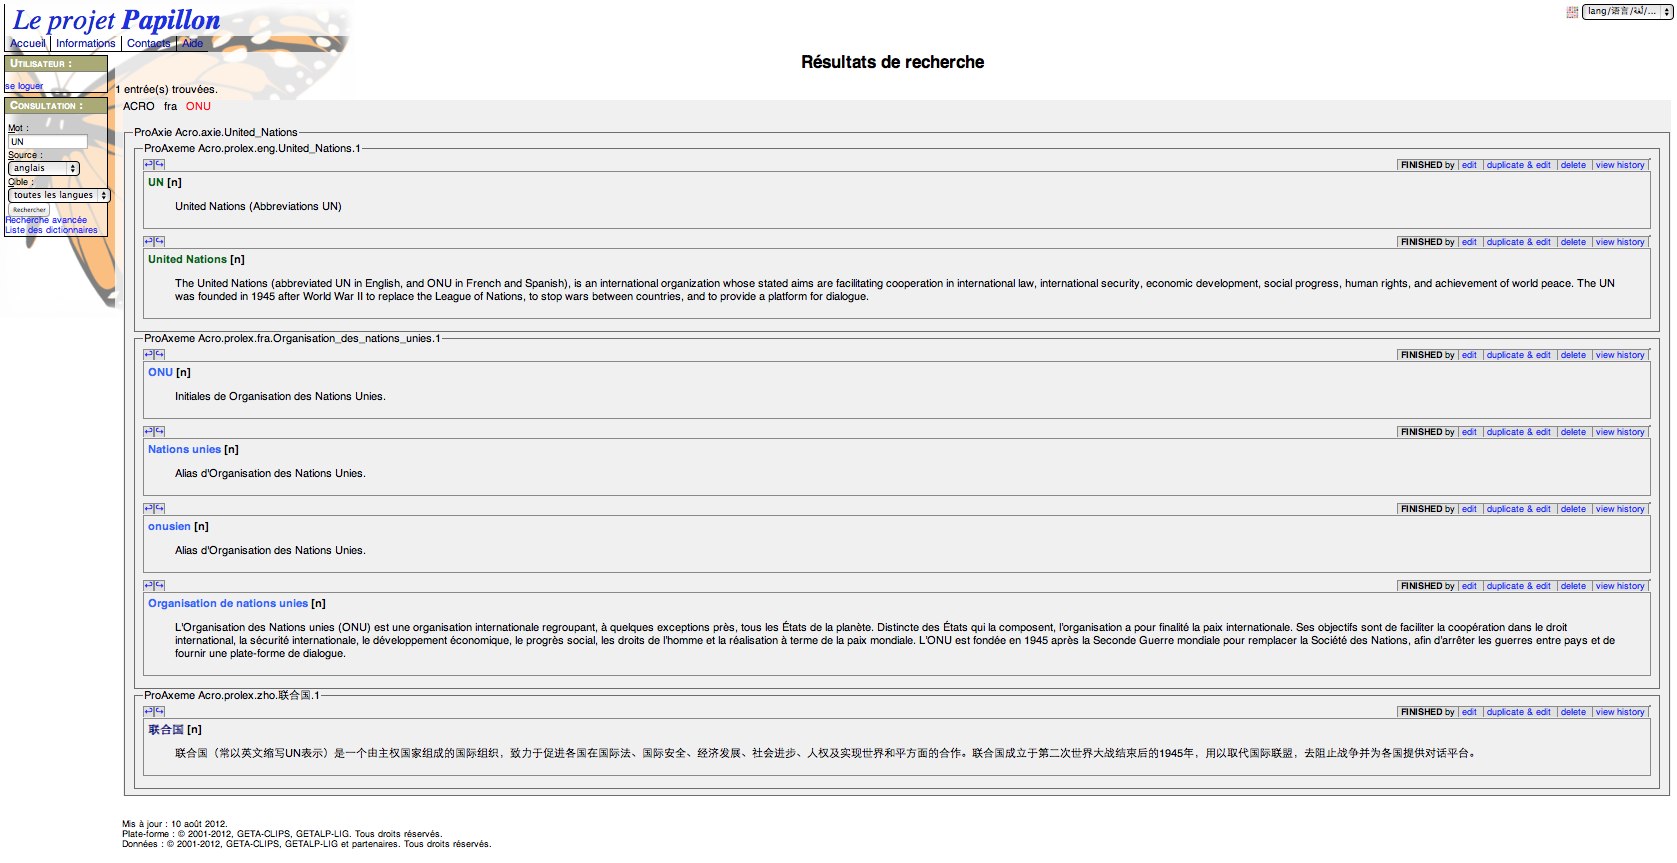 Le projet Papillon
lang/语言/لغة/...
Accueil Informations Contacts Aide
UTILISATEUR :
se loguer
CONSULTATION :
Mot :
UN
Source :
anglais
Cible :
toutes les langues
Rechercher
Recherche avancée
Liste des dictionnaires
Résultats de recherche
1 entrée(s) trouvées.
ACRO fra ONU
ProAxie Acro.axie.United_Nations
ProAxeme Acro.prolex.eng.United_Nations.1
FINISHED by edit duplicate & edit delete view history
UN [n]
United Nations (Abbreviations UN)
FINISHED by edit duplicate & edit delete view history
United Nations [n]
The United Nations (abbreviated UN in English, and ONU in French and Spanish), is an international organization whose stated aims are facilitating cooperation in international law, international security, economic development, social progress, human rights, and achievement of world peace. The UN
was founded in 1945 after World War II to replace the League of Nations, to stop wars between countries, and to provide a platform for dialogue.
ProAxeme Acro.prolex.fra.Organisation_des_nations_unies.1
FINISHED by edit duplicate & edit delete view history
ONU [n]
Initiales de Organisation des Nations Unies.
FINISHED by edit duplicate & edit delete view history
Nations unies [n]
Alias d'Organisation des Nations Unies.
FINISHED by edit duplicate & edit delete view history
onusien [n]
Alias d'Organisation des Nations Unies.
FINISHED by edit duplicate & edit delete view history
Organisation de nations unies [n]
L'Organisation des Nations unies (ONU) est une organisation internationale regroupant, à quelques exceptions près, tous les États de la planète. Distincte des États qui la composent, l'organisation a pour finalité la paix internationale. Ses objectifs sont de faciliter la coopération dans le droit
international, la sécurité internationale, le développement économique, le progrès social, les droits de l'homme et la réalisation à terme de la paix mondiale. L'ONU est fondée en 1945 après la Seconde Guerre mondiale pour remplacer la Société des Nations, afin d'arrêter les guerres entre pays et de
fournir une plate-forme de dialogue.
ProAxeme Acro.prolex.zho.联合国.1
FINISHED by edit duplicate & edit delete view history
联合国 [n]
联合国（常以英文缩写UN表示）是一个由主权国家组成的国际组织，致力于促进各国在国际法、国际安全、经济发展、社会进步、人权及实现世界和平方面的合作。联合国成立于第二次世界大战结束后的1945年，用以取代国际联盟，去阻止战争并为各国提供对话平台。
Mis à jour : 10 août 2012.
Plate-forme : © 2001-2012, GETA-CLIPS, GETALP-LIG. Tous droits réservés.
Données : © 2001-2012, GETA-CLIPS, GETALP-LIG et partenaires. Tous droits réservés.